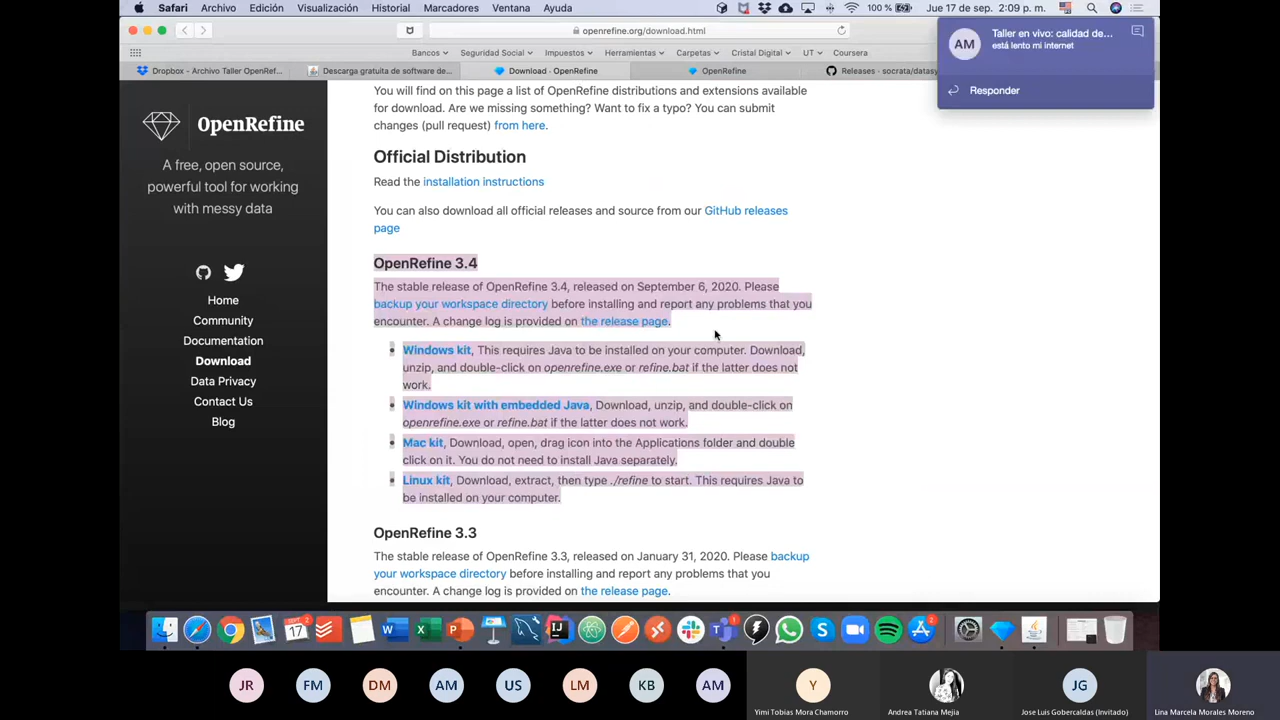 Safari Archivo Edición Visualización Historial Marcadores Ventana Ayuda 100 % Jue 17 de sep. 2:09 p. m.
openrefine.org/download.html
Bancos Seguridad Social Impuestos Herramientas Carpetas Cristal Digital UT Coursera
Dropbox - Archivo Taller OpenRef... Descarga gratuita de software de... Download · OpenRefine OpenRefine Releases · socrata/datasy
AM
Taller en vivo: calidad de...
está lento mi internet
Responder
OpenRefine
A free, open source,
powerful tool for working
with messy data
Home
Community
Documentation
Download
Data Privacy
Contact Us
Blog
You will find on this page a list of OpenRefine distributions and extensions available
for download. Are we missing something? Want to fix a typo? You can submit
changes (pull request) from here.
Official Distribution
Read the installation instructions
You can also download all official releases and source from our GitHub releases
page
OpenRefine 3.4
The stable release of OpenRefine 3.4, released on September 6, 2020. Please
backup your workspace directory before installing and report any problems that you
encounter. A change log is provided on the release page.
• Windows kit, This requires Java to be installed on your computer. Download,
unzip, and double-click on openrefine.exe or refine.bat if the latter does not
work.
• Windows kit with embedded Java, Download, unzip, and double-click on
openrefine.exe or refine.bat if the latter does not work.
• Mac kit, Download, open, drag icon into the Applications folder and double
click on it. You do not need to install Java separately.
• Linux kit, Download, extract, then type ./refine to start. This requires Java to
be installed on your computer.
OpenRefine 3.3
The stable release of OpenRefine 3.3, released on January 31, 2020. Please backup
your workspace directory before installing and report any problems that you
encounter. A change log is provided on the release page.
17
JR FM DM AM US LM KB AM Y JG
Yimi Tobias Mora Chamorro Andrea Tatiana Mejia Jose Luis Gobercaldas (Invitado) Lina Marcela Morales Moreno